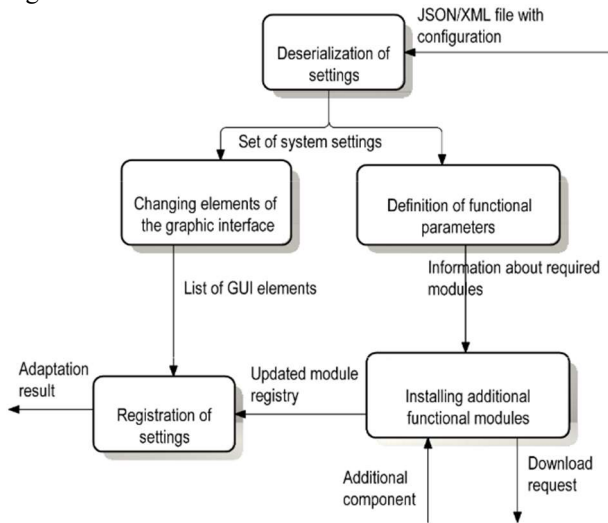 JSON/XML file with
configuration
Deserialization of
settings
Set of system settings
Changing elements of
the graphic interface
Definition of functional
parameters
Information about required
modules
List of GUI elements
Adaptation
result
Updated module
registry
Installing additional
functional modules
Registration of
settings
Additional
component
Download
request